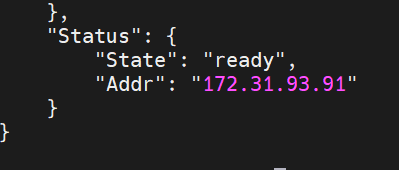 },
"Status": {
"State": "ready",
"Addr": "172.31.93.91"
}
}